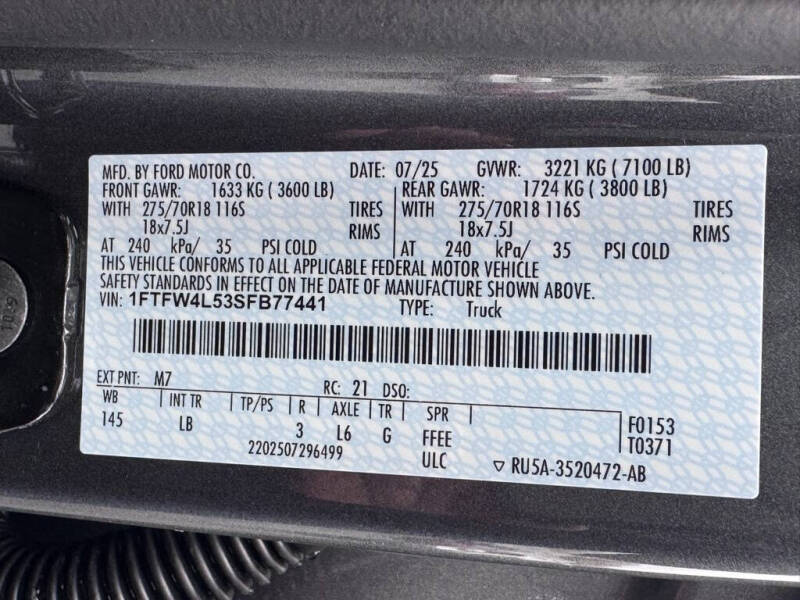 MFD. BY FORD MOTOR CO. DATE: 07/25 GVWR: 3221 KG ( 7100 LB)
FRONT GAWR: 1633 KG ( 3600 LB) REAR GAWR: 1724 KG ( 3800 LB)
WITH 275/70R18 116S TIRES WITH 275/70R18 116S TIRES
18x7.5J RIMS 18x7.5J RIMS
AT 240 kPa/ 35 PSI COLD AT 240 kPa/ 35 PSI COLD
THIS VEHICLE CONFORMS TO ALL APPLICABLE FEDERAL MOTOR VEHICLE
SAFETY STANDARDS IN EFFECT ON THE DATE OF MANUFACTURE SHOWN ABOVE.
VIN: 1FTFW4L53SFB77441 TYPE: Truck
EXT PNT: M7 RC: 21 DSO:
WB INT TR TP/PS R AXLE TR SPR F0153
145 LB 3 L6 G FFEE T0371
2202507296499 ULC ▽ RU5A-3520472-AB